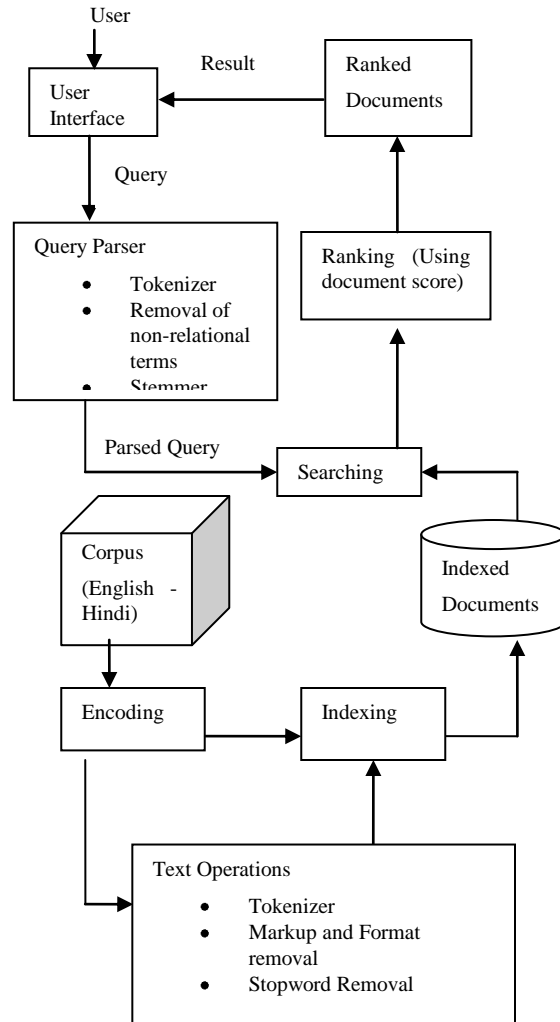 User
Result
User
Interface
Ranked
Documents
Query
Query Parser
● Tokenizer
● Removal of
non-relational
terms
● Stemmer
Ranking (Using
document score)
Parsed Query
Searching
Corpus
(English -
Hindi)
Indexed
Documents
Encoding
Indexing
Text Operations
● Tokenizer
● Markup and Format
removal
● Stopword Removal